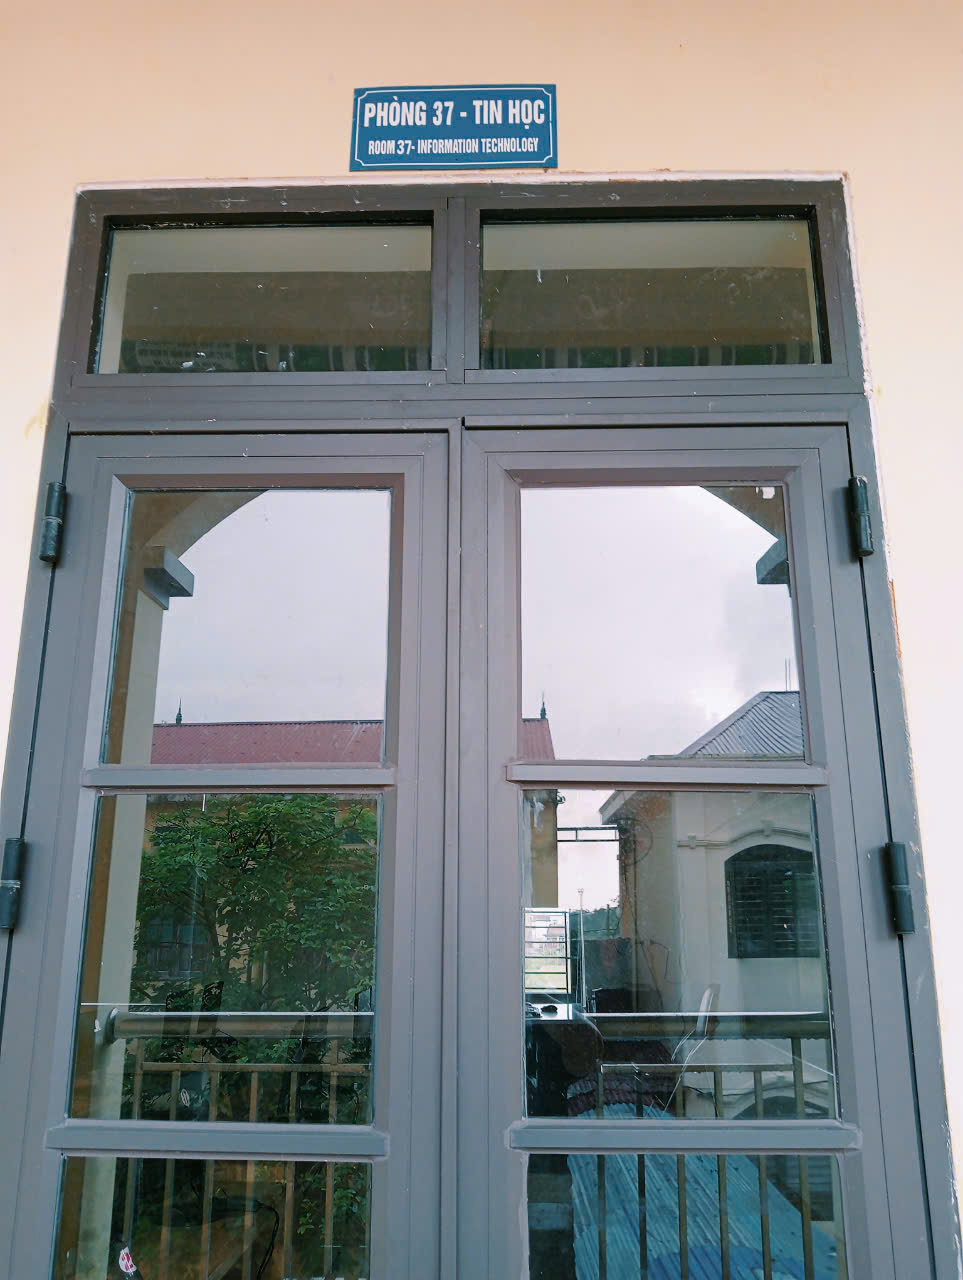 PHÒNG 37 - TIN HỌC
ROOM 37- INFORMATION TECHNOLOGY